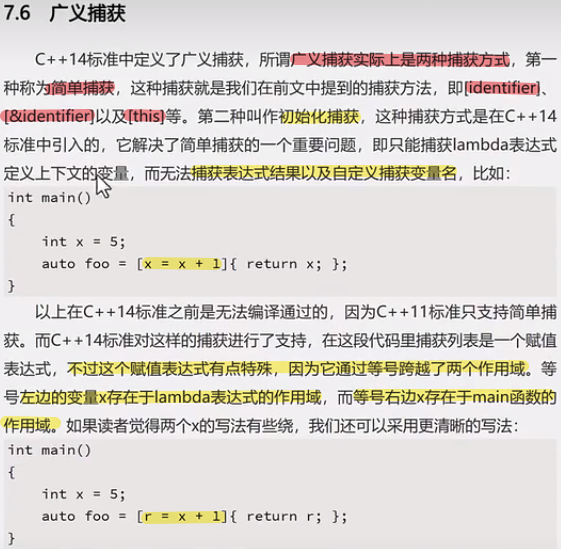 7.6 广义捕获
C++14标准中定义了广义捕获，所谓广义捕获实际上是两种捕获方式，第一
种称为简单捕获，这种捕获就是我们在前文中提到的捕获方法，即[identifier]、
[&identifier]以及[this]等。第二种叫作初始化捕获，这种捕获方式是在C++14
标准中引入的，它解决了简单捕获的一个重要问题，即只能捕获lambda表达式
定义上下文的变量，而无法捕获表达式结果以及自定义捕获变量名，比如：
int main()
{
    int x = 5;
    auto foo = [x = x + 1]{ return x; };
}
以上在C++14标准之前是无法编译通过的，因为C++11标准只支持简单捕
获。而C++14标准对这样的捕获进行了支持，在这段代码里捕获列表是一个赋值
表达式，不过这个赋值表达式有点特殊，因为它通过等号跨越了两个作用域。等
号左边的变量x存在于lambda表达式的作用域，而等号右边x存在于main函数的
作用域。如果读者觉得两个x的写法有些绕，我们还可以采用更清晰的写法：
int main()
{
    int x = 5;
    auto foo = [r = x + 1]{ return r; };
}